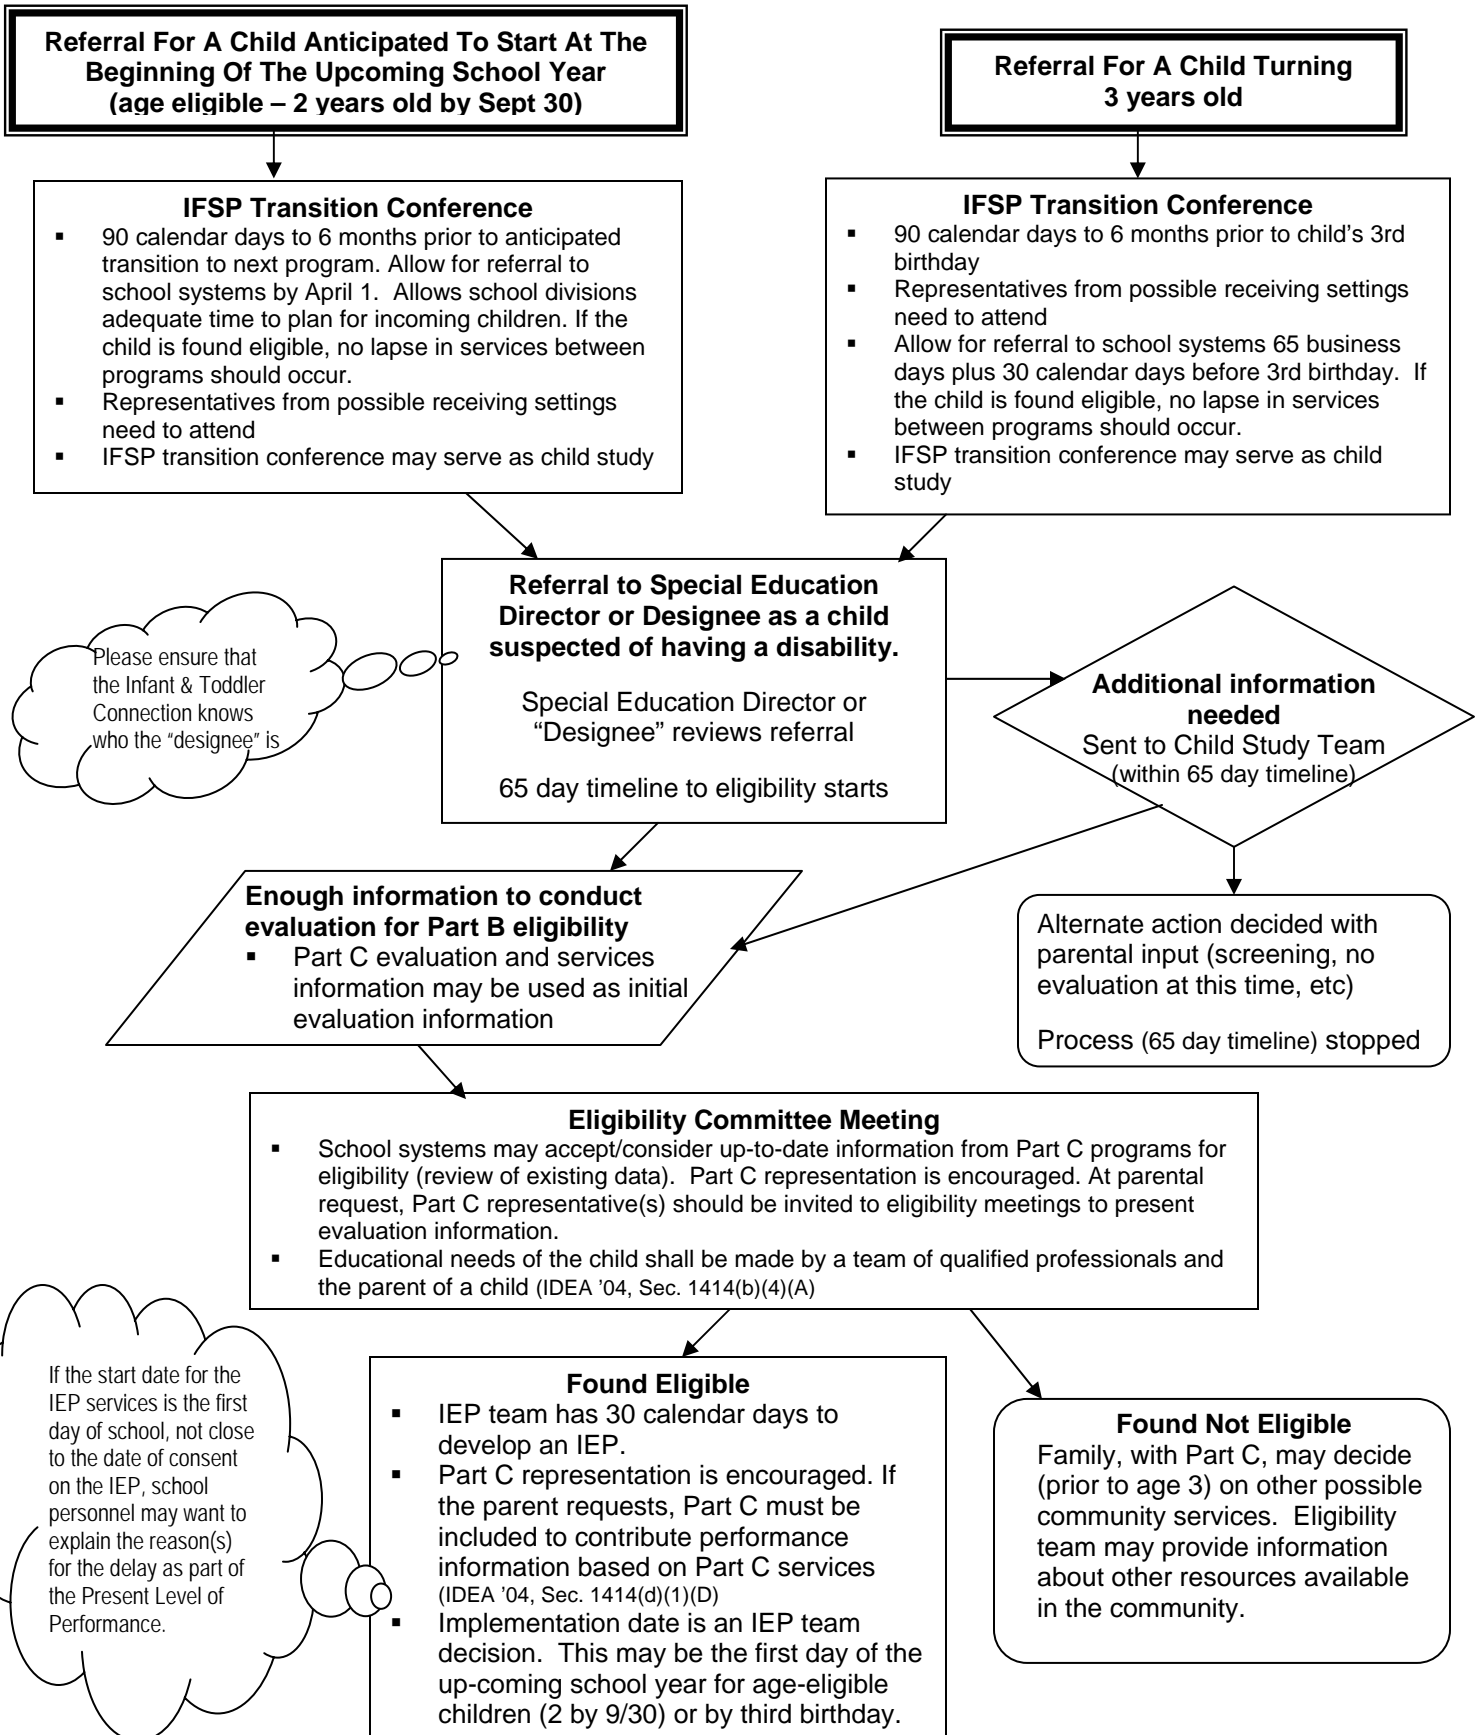 Referral For A Child Anticipated To Start At The
Beginning Of The Upcoming School Year
(age eligible – 2 years old by Sept 30)
Referral For A Child Turning
3 years old
IFSP Transition Conference
▪ 90 calendar days to 6 months prior to anticipated
transition to next program. Allow for referral to
school systems by April 1. Allows school divisions
adequate time to plan for incoming children. If the
child is found eligible, no lapse in services between
programs should occur.
▪ Representatives from possible receiving settings
need to attend
▪ IFSP transition conference may serve as child study
IFSP Transition Conference
▪ 90 calendar days to 6 months prior to child’s 3rd
birthday
▪ Representatives from possible receiving settings
need to attend
▪ Allow for referral to school systems 65 business
days plus 30 calendar days before 3rd birthday. If
the child is found eligible, no lapse in services
between programs should occur.
▪ IFSP transition conference may serve as child
study
Referral to Special Education
Director or Designee as a child
suspected of having a disability.
Special Education Director or
“Designee” reviews referral
65 day timeline to eligibility starts
Please ensure that
the Infant & Toddler
Connection knows
who the “designee” is
Additional information
needed
Sent to Child Study Team
(within 65 day timeline)
Enough information to conduct
evaluation for Part B eligibility
▪ Part C evaluation and services
information may be used as initial
evaluation information
Alternate action decided with
parental input (screening, no
evaluation at this time, etc)
Process (65 day timeline) stopped
Eligibility Committee Meeting
▪ School systems may accept/consider up-to-date information from Part C programs for
eligibility (review of existing data). Part C representation is encouraged. At parental
request, Part C representative(s) should be invited to eligibility meetings to present
evaluation information.
▪ Educational needs of the child shall be made by a team of qualified professionals and
the parent of a child (IDEA ’04, Sec. 1414(b)(4)(A)
If the start date for the
IEP services is the first
day of school, not close
to the date of consent
on the IEP, school
personnel may want to
explain the reason(s)
for the delay as part of
the Present Level of
Performance.
Found Eligible
▪ IEP team has 30 calendar days to
develop an IEP.
▪ Part C representation is encouraged. If
the parent requests, Part C must be
included to contribute performance
information based on Part C services
(IDEA ’04, Sec. 1414(d)(1)(D)
▪ Implementation date is an IEP team
decision. This may be the first day of the
up-coming school year for age-eligible
children (2 by 9/30) or by third birthday.
Found Not Eligible
Family, with Part C, may decide
(prior to age 3) on other possible
community services. Eligibility
team may provide information
about other resources available
in the community.